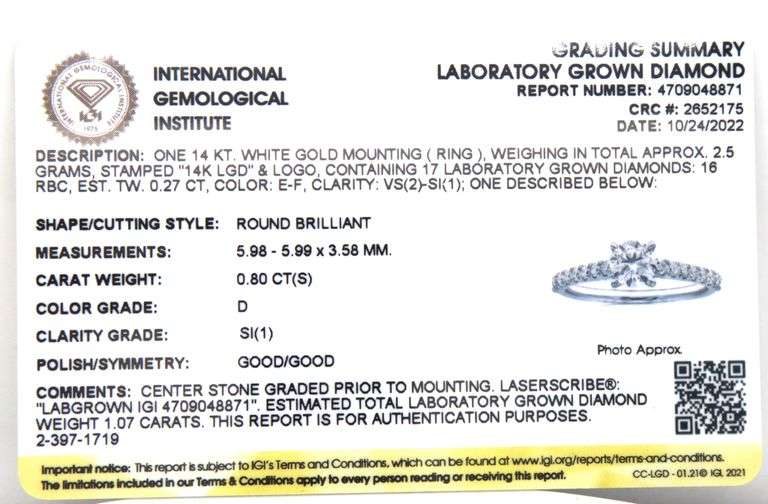 INTERNATIONAL GEMOLOGICAL INSTITUTE
IGI
1975
INTERNATIONAL
GEMOLOGICAL
INSTITUTE
GRADING SUMMARY
LABORATORY GROWN DIAMOND
REPORT NUMBER: 4709048871
CRC #: 2652175
DATE: 10/24/2022
DESCRIPTION: ONE 14 KT. WHITE GOLD MOUNTING ( RING ), WEIGHING IN TOTAL APPROX. 2.5
GRAMS, STAMPED "14K LGD" & LOGO, CONTAINING 17 LABORATORY GROWN DIAMONDS: 16
RBC, EST. TW. 0.27 CT, COLOR: E-F, CLARITY: VS(2)-SI(1); ONE DESCRIBED BELOW:
SHAPE/CUTTING STYLE: ROUND BRILLIANT
MEASUREMENTS: 5.98 - 5.99 x 3.58 MM.
CARAT WEIGHT: 0.80 CT(S)
COLOR GRADE: D
CLARITY GRADE: SI(1)
POLISH/SYMMETRY: GOOD/GOOD
Photo Approx.
COMMENTS: CENTER STONE GRADED PRIOR TO MOUNTING. LASERSCRIBE®:
"LABGROWN IGI 4709048871". ESTIMATED TOTAL LABORATORY GROWN DIAMOND
WEIGHT 1.07 CARATS. THIS REPORT IS FOR AUTHENTICATION PURPOSES.
2-397-1719
Important notice: This report is subject to IGI's Terms and Conditions, which can be found at www.igi.org/reports/terms-and-conditions.
The limitations included in our Terms & Conditions apply to every person reading or receiving this report.
CC-LGD - 01.21© IGI, 2021